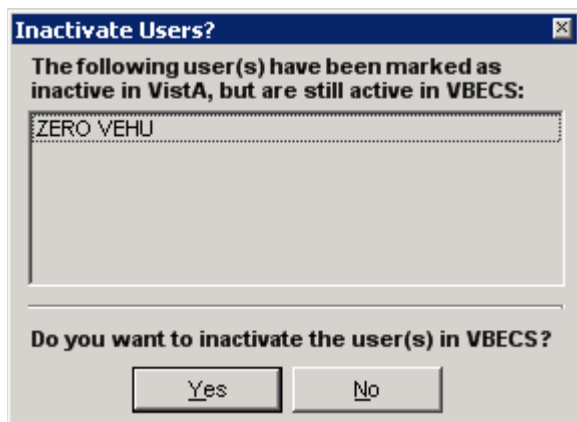 Inactivate Users?
The following user(s) have been marked as
inactive in VistA, but are still active in VBECS:
ZERO VEHU
Do you want to inactivate the user(s) in VBECS?
Yes
No